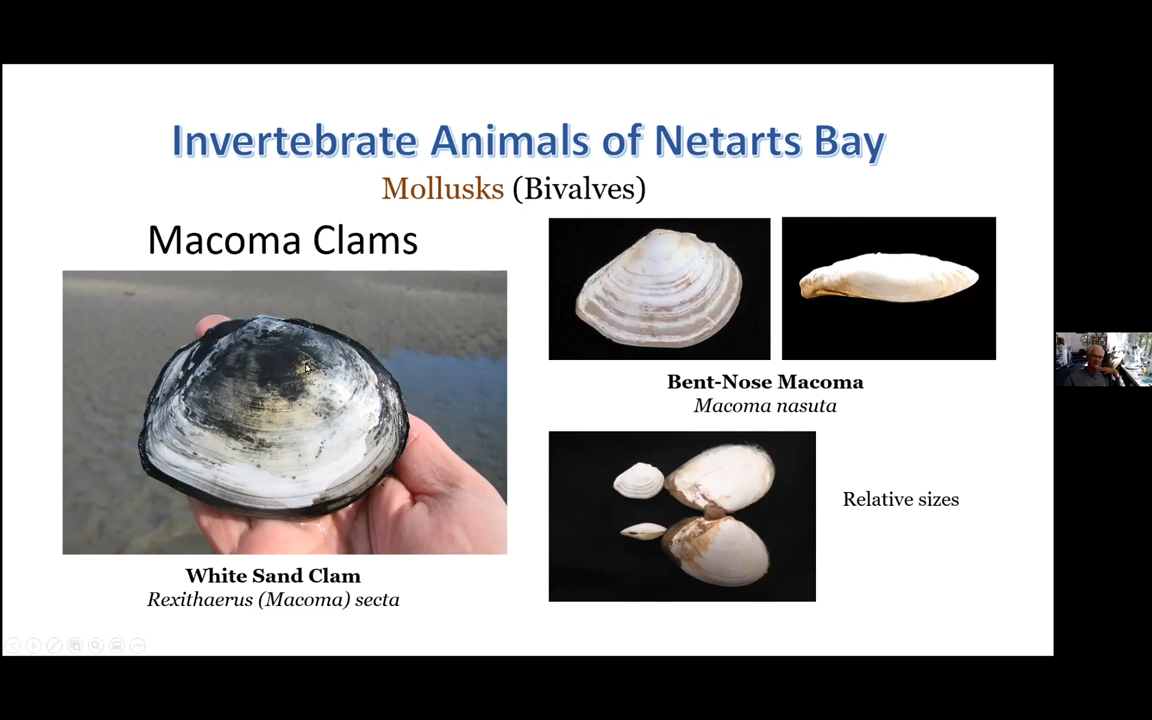 Invertebrate Animals of Netarts Bay
Mollusks (Bivalves)
Macoma Clams
White Sand Clam
Rexithaerus (Macoma) secta
Bent-Nose Macoma
Macoma nasuta
Relative sizes